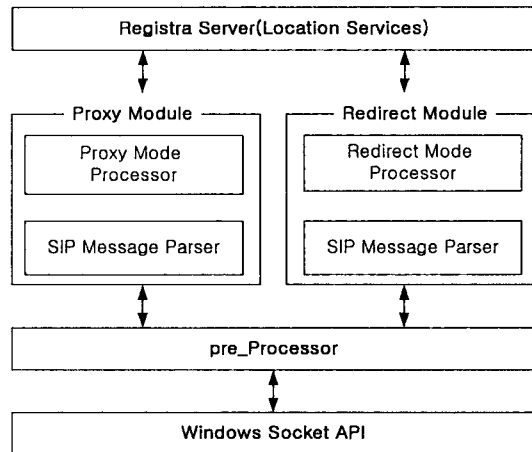 Registra Server(Location Services)
Proxy Module
Proxy Mode
Processor
SIP Message Parser
Redirect Module
Redirect Mode
Processor
SIP Message Parser
pre_Processor
Windows Socket API